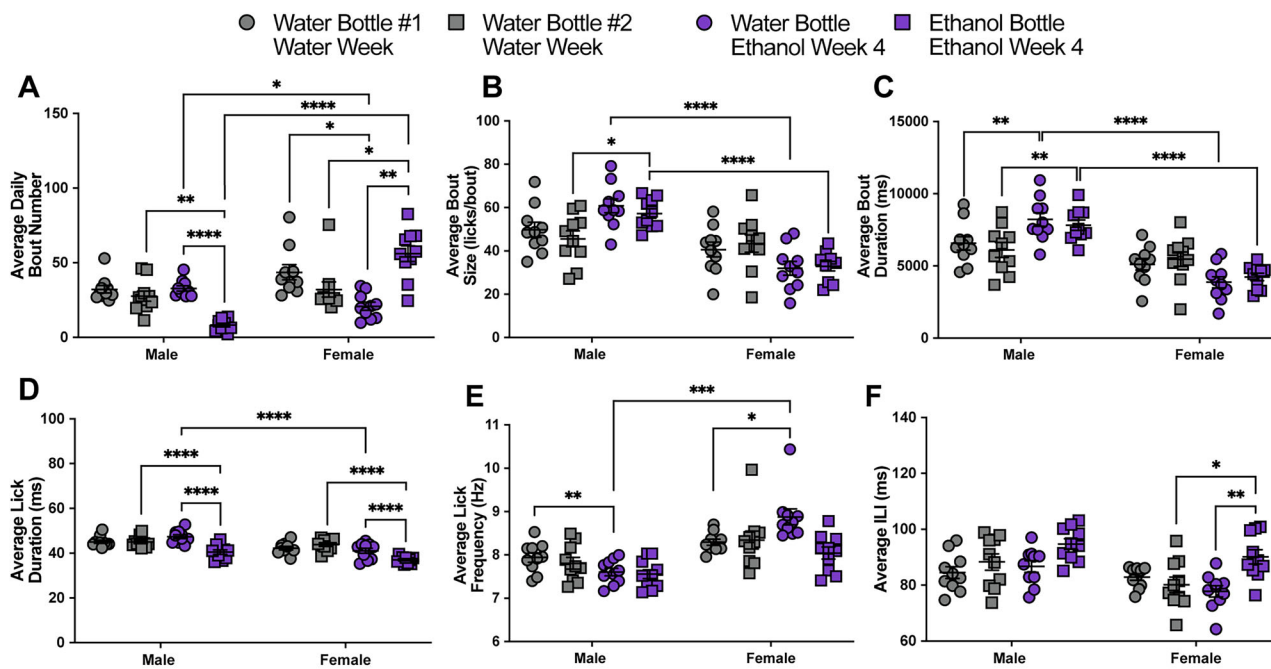 Water Bottle #1
Water Week
Water Bottle #2
Water Week
Water Bottle
Ethanol Week 4
Ethanol Bottle
Ethanol Week 4
A
Average Daily
Bout Number
150
100
50
0
*
****
*
*
**
**
****
Male
Female
B
Average Bout
Size (licks/bout)
100
80
60
40
20
0
****
*
****
Male
Female
C
Average Bout
Duration (ms)
15000
10000
5000
0
**
****
**
****
Male
Female
D
Average Lick
Duration (ms)
100
80
60
40
20
0
****
****
****
****
****
Male
Female
E
Average Lick
Frequency (Hz)
12
11
10
9
8
7
6
***
*
**
Male
Female
F
Average ILI (ms)
140
120
100
80
60
*
**
Male
Female